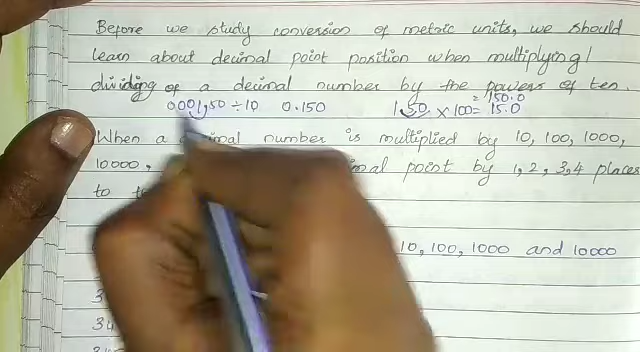 Before we study conversion of metric units, we should
learn about decimal point position when multiplying/
dividing of a decimal number by the powers of ten.
0001,50 ÷ 10 0.150 1.50 × 100 = 15.0 = 150.0
When a decimal number is multiplied by 10, 100, 1000,
10000, point by 1, 2, 3, 4 places
to
10, 100, 1000 and 10000